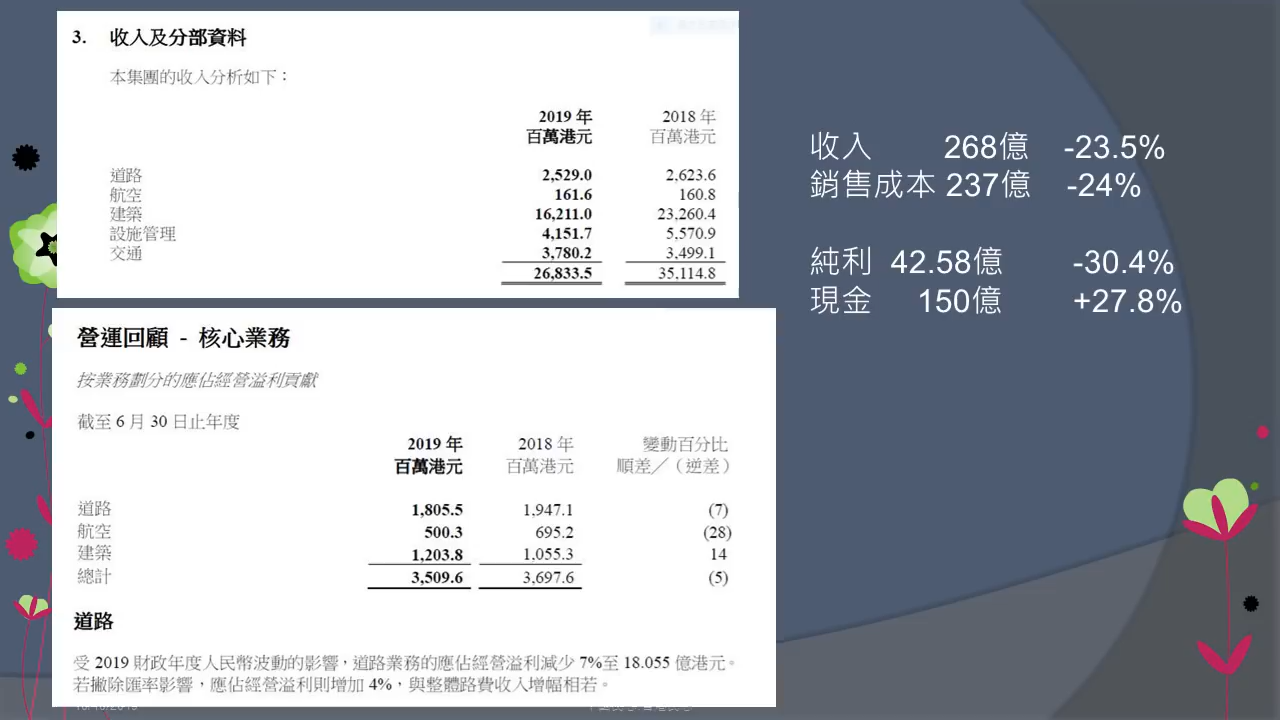 3. 收入及分部資料
本集團的收入分析如下：
2019 年 2018 年
百萬港元 百萬港元
道路 2,529.0 2,623.6
航空 161.6 160.8
建築 16,211.0 23,260.4
設施管理 4,151.7 5,570.9
交通 3,780.2 3,499.1
26,833.5 35,114.8
收入 268億 -23.5%
銷售成本 237億 -24%
純利 42.58億 -30.4%
現金 150億 +27.8%
營運回顧 - 核心業務
按業務劃分的應佔經營溢利貢獻
截至 6 月 30 日止年度
2019 年 2018 年 變動百分比
百萬港元 百萬港元 順差／（逆差）
道路 1,805.5 1,947.1 (7)
航空 500.3 695.2 (28)
建築 1,203.8 1,055.3 14
總計 3,509.6 3,697.6 (5)
道路
受 2019 財政年度人民幣波動的影響，道路業務的應佔經營溢利減少 7%至 18.055 億港元。
若撇除匯率影響，應佔經營溢利則增加 4%，與整體路費收入增幅相若。